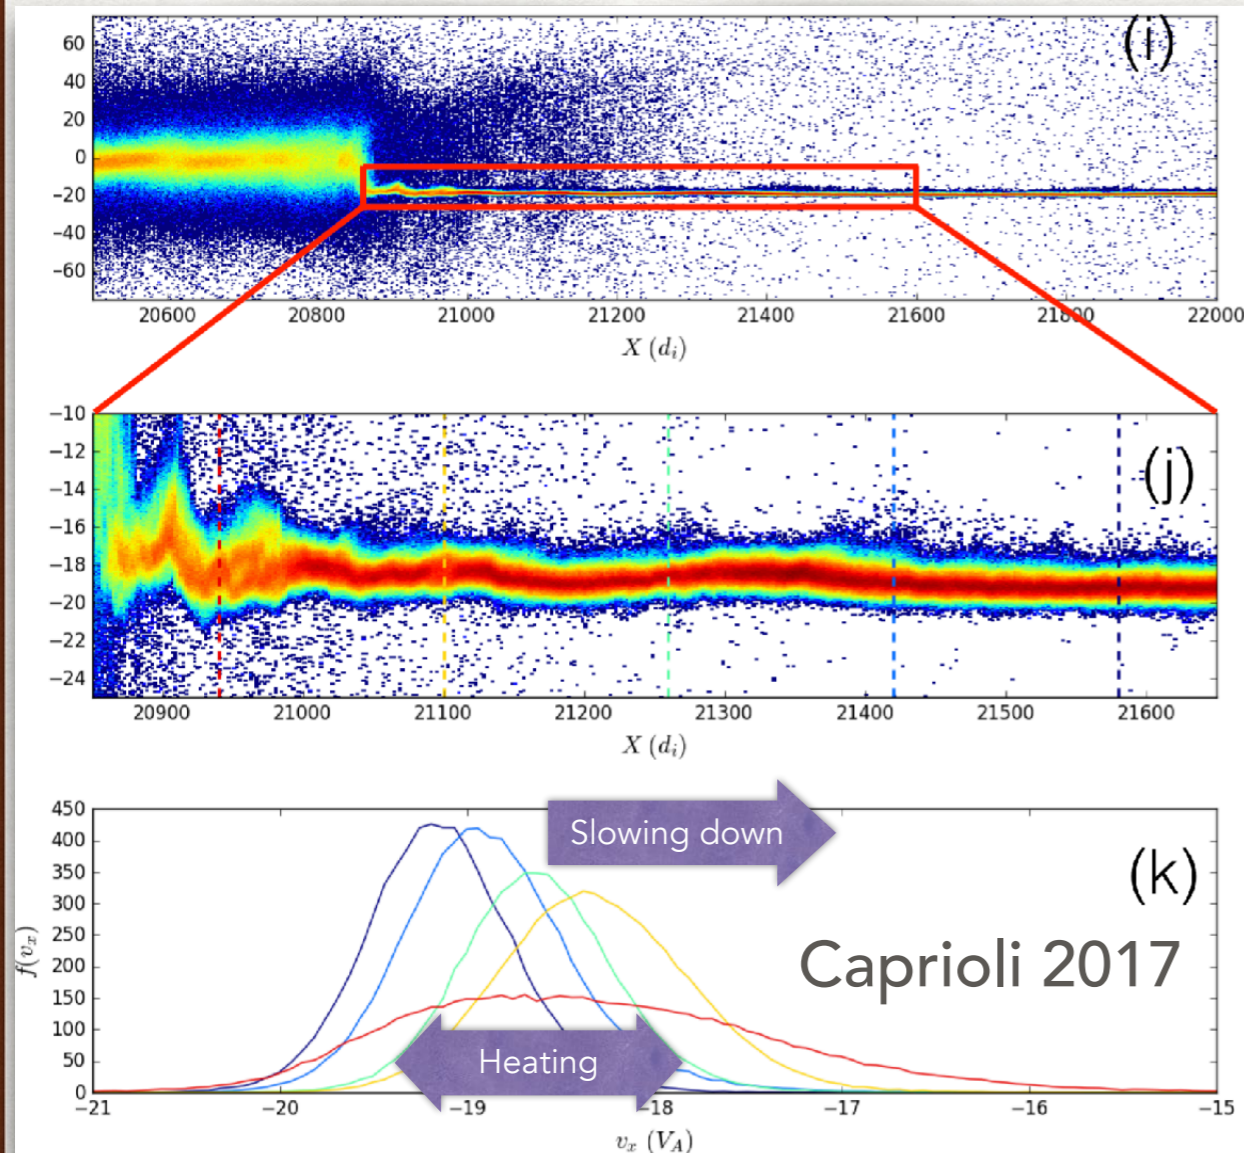 (i)
60
40
20
0
−20
−40
−60
20600 20800 21000 21200 21400 21600 21800 22000
X (d_i)
−10
−12
−14
−16
−18
−20
−22
−24
(j)
20900 21000 21100 21200 21300 21400 21500 21600
X (d_i)
450
400
350
300
250
200
150
100
50
0
f(v_x)
Slowing down
(k)
Caprioli 2017
Heating
−21 −20 −19 −18 −17 −16 −15
v_x (V_A)